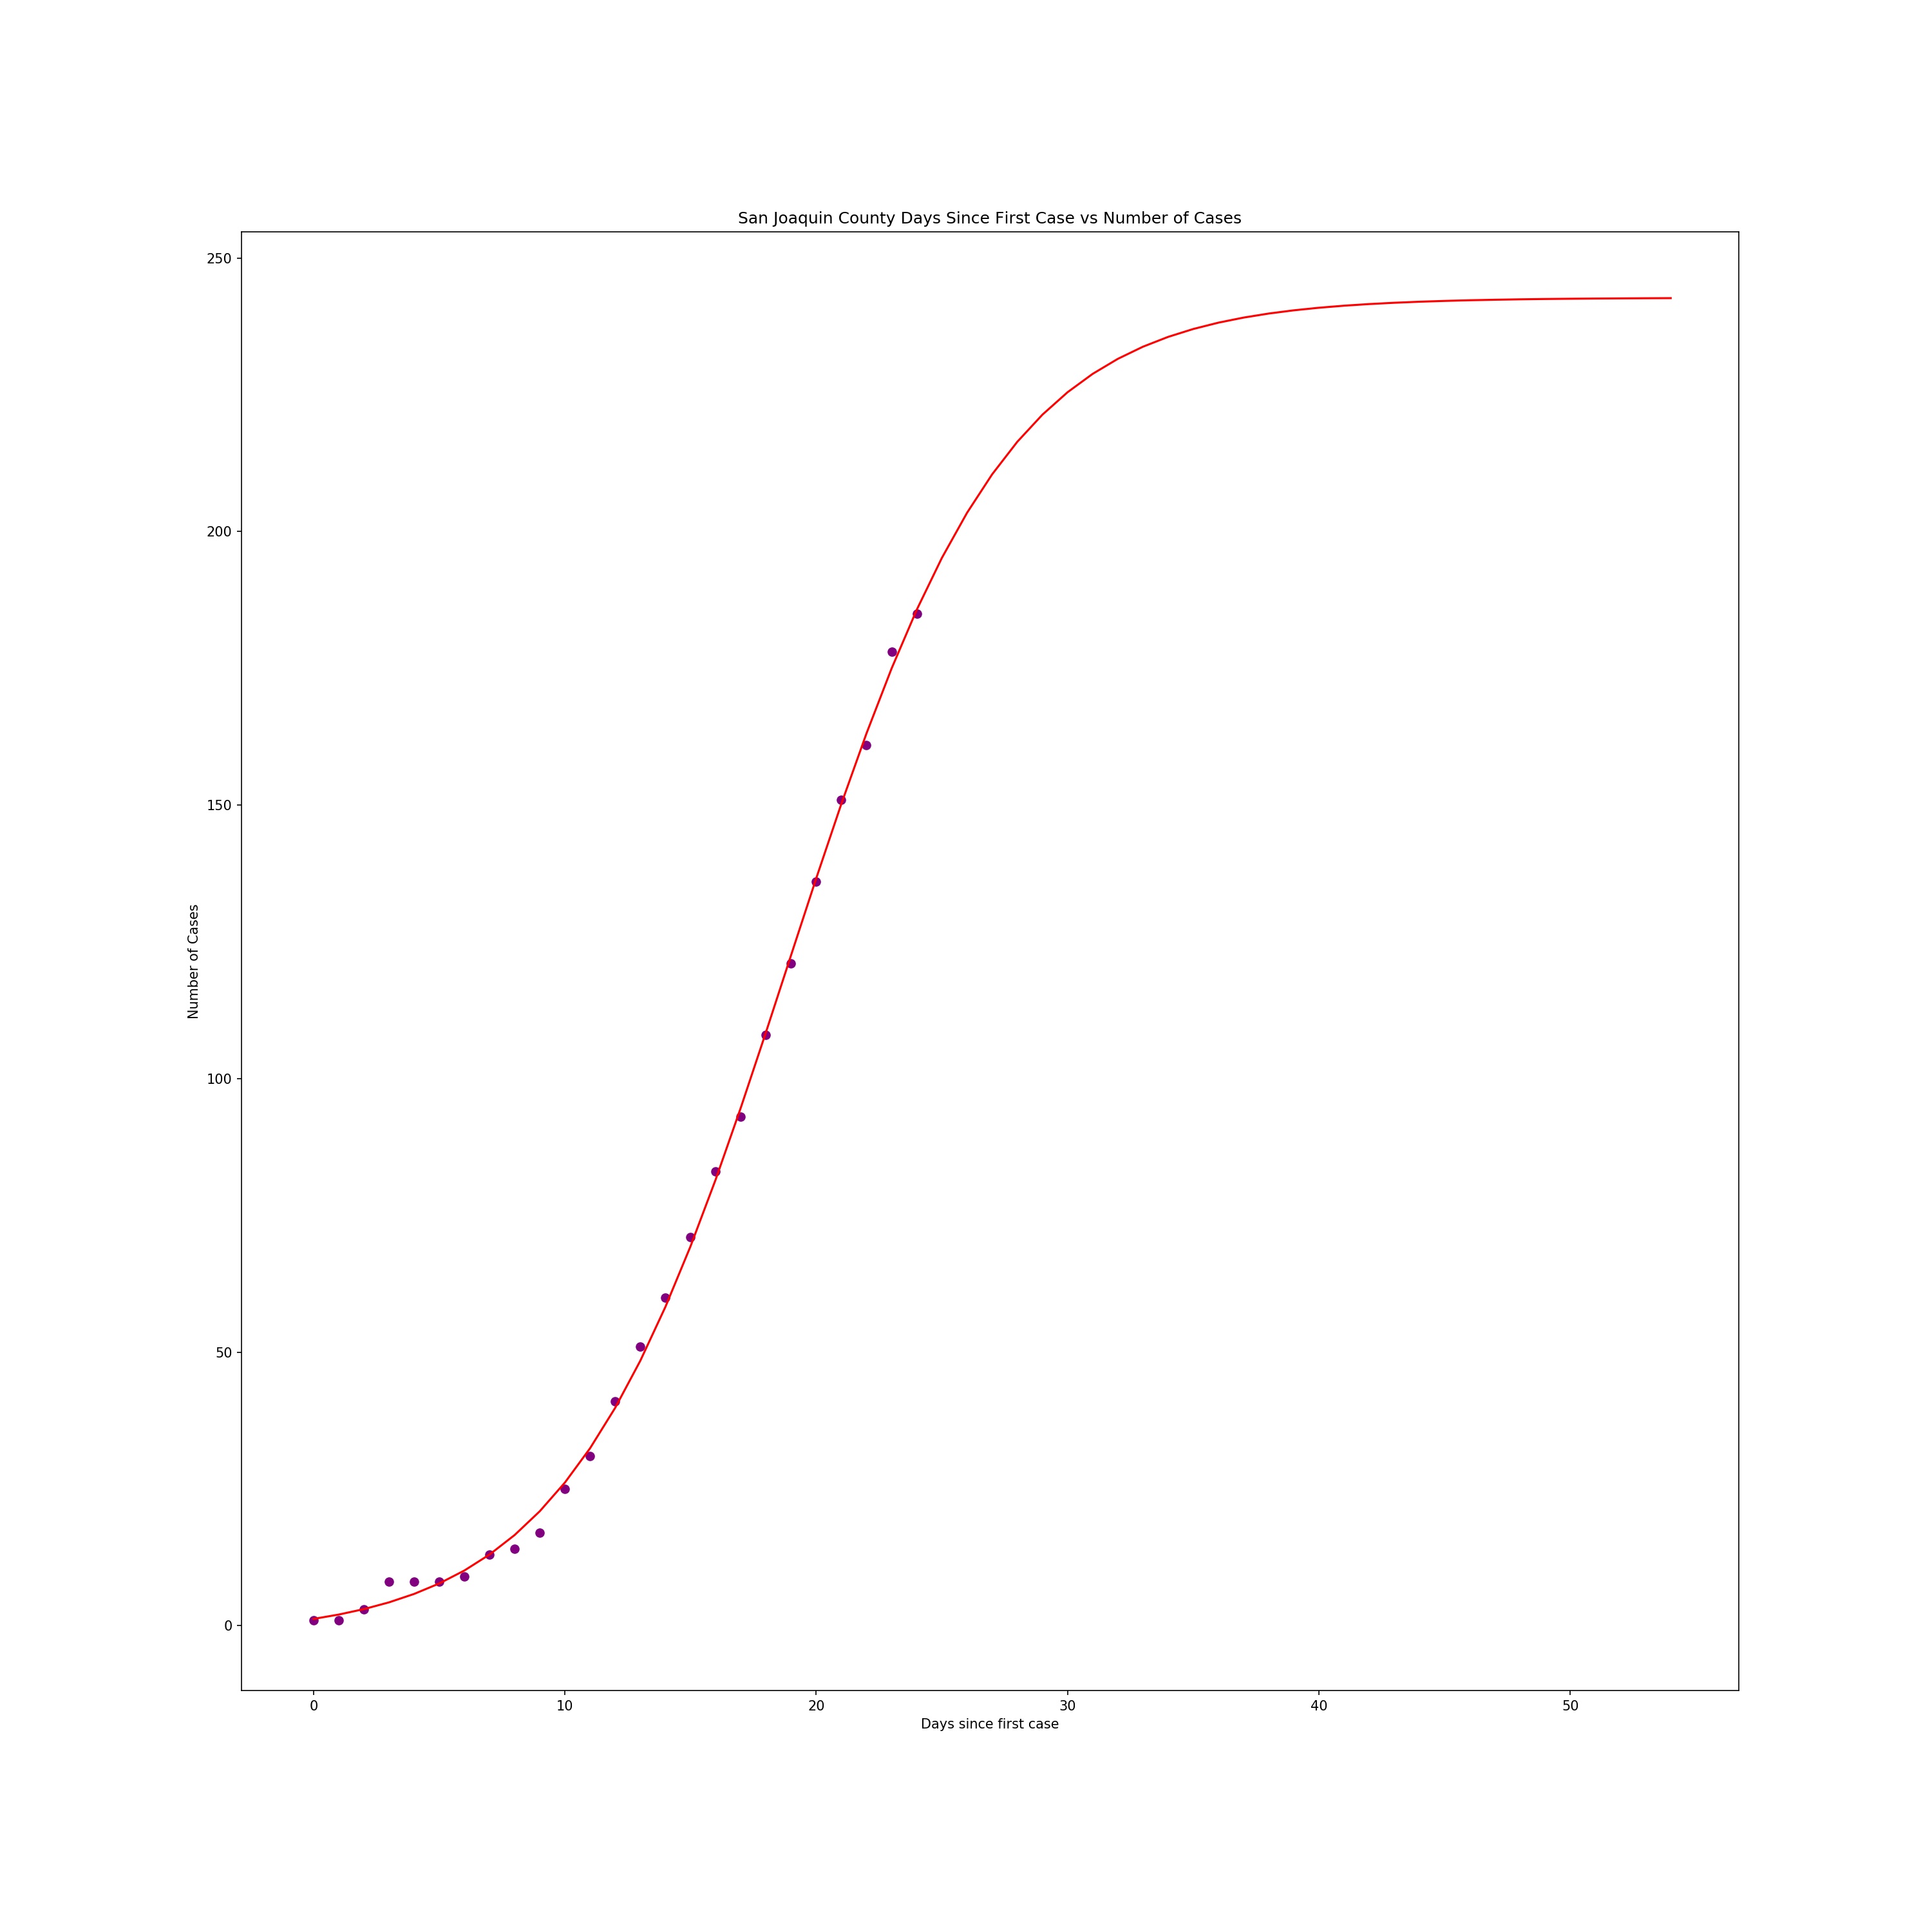 San Joaquin County Days Since First Case vs Number of Cases
250
200
150
100
50
0
Number of Cases
0 10 20 30 40 50
Days since first case